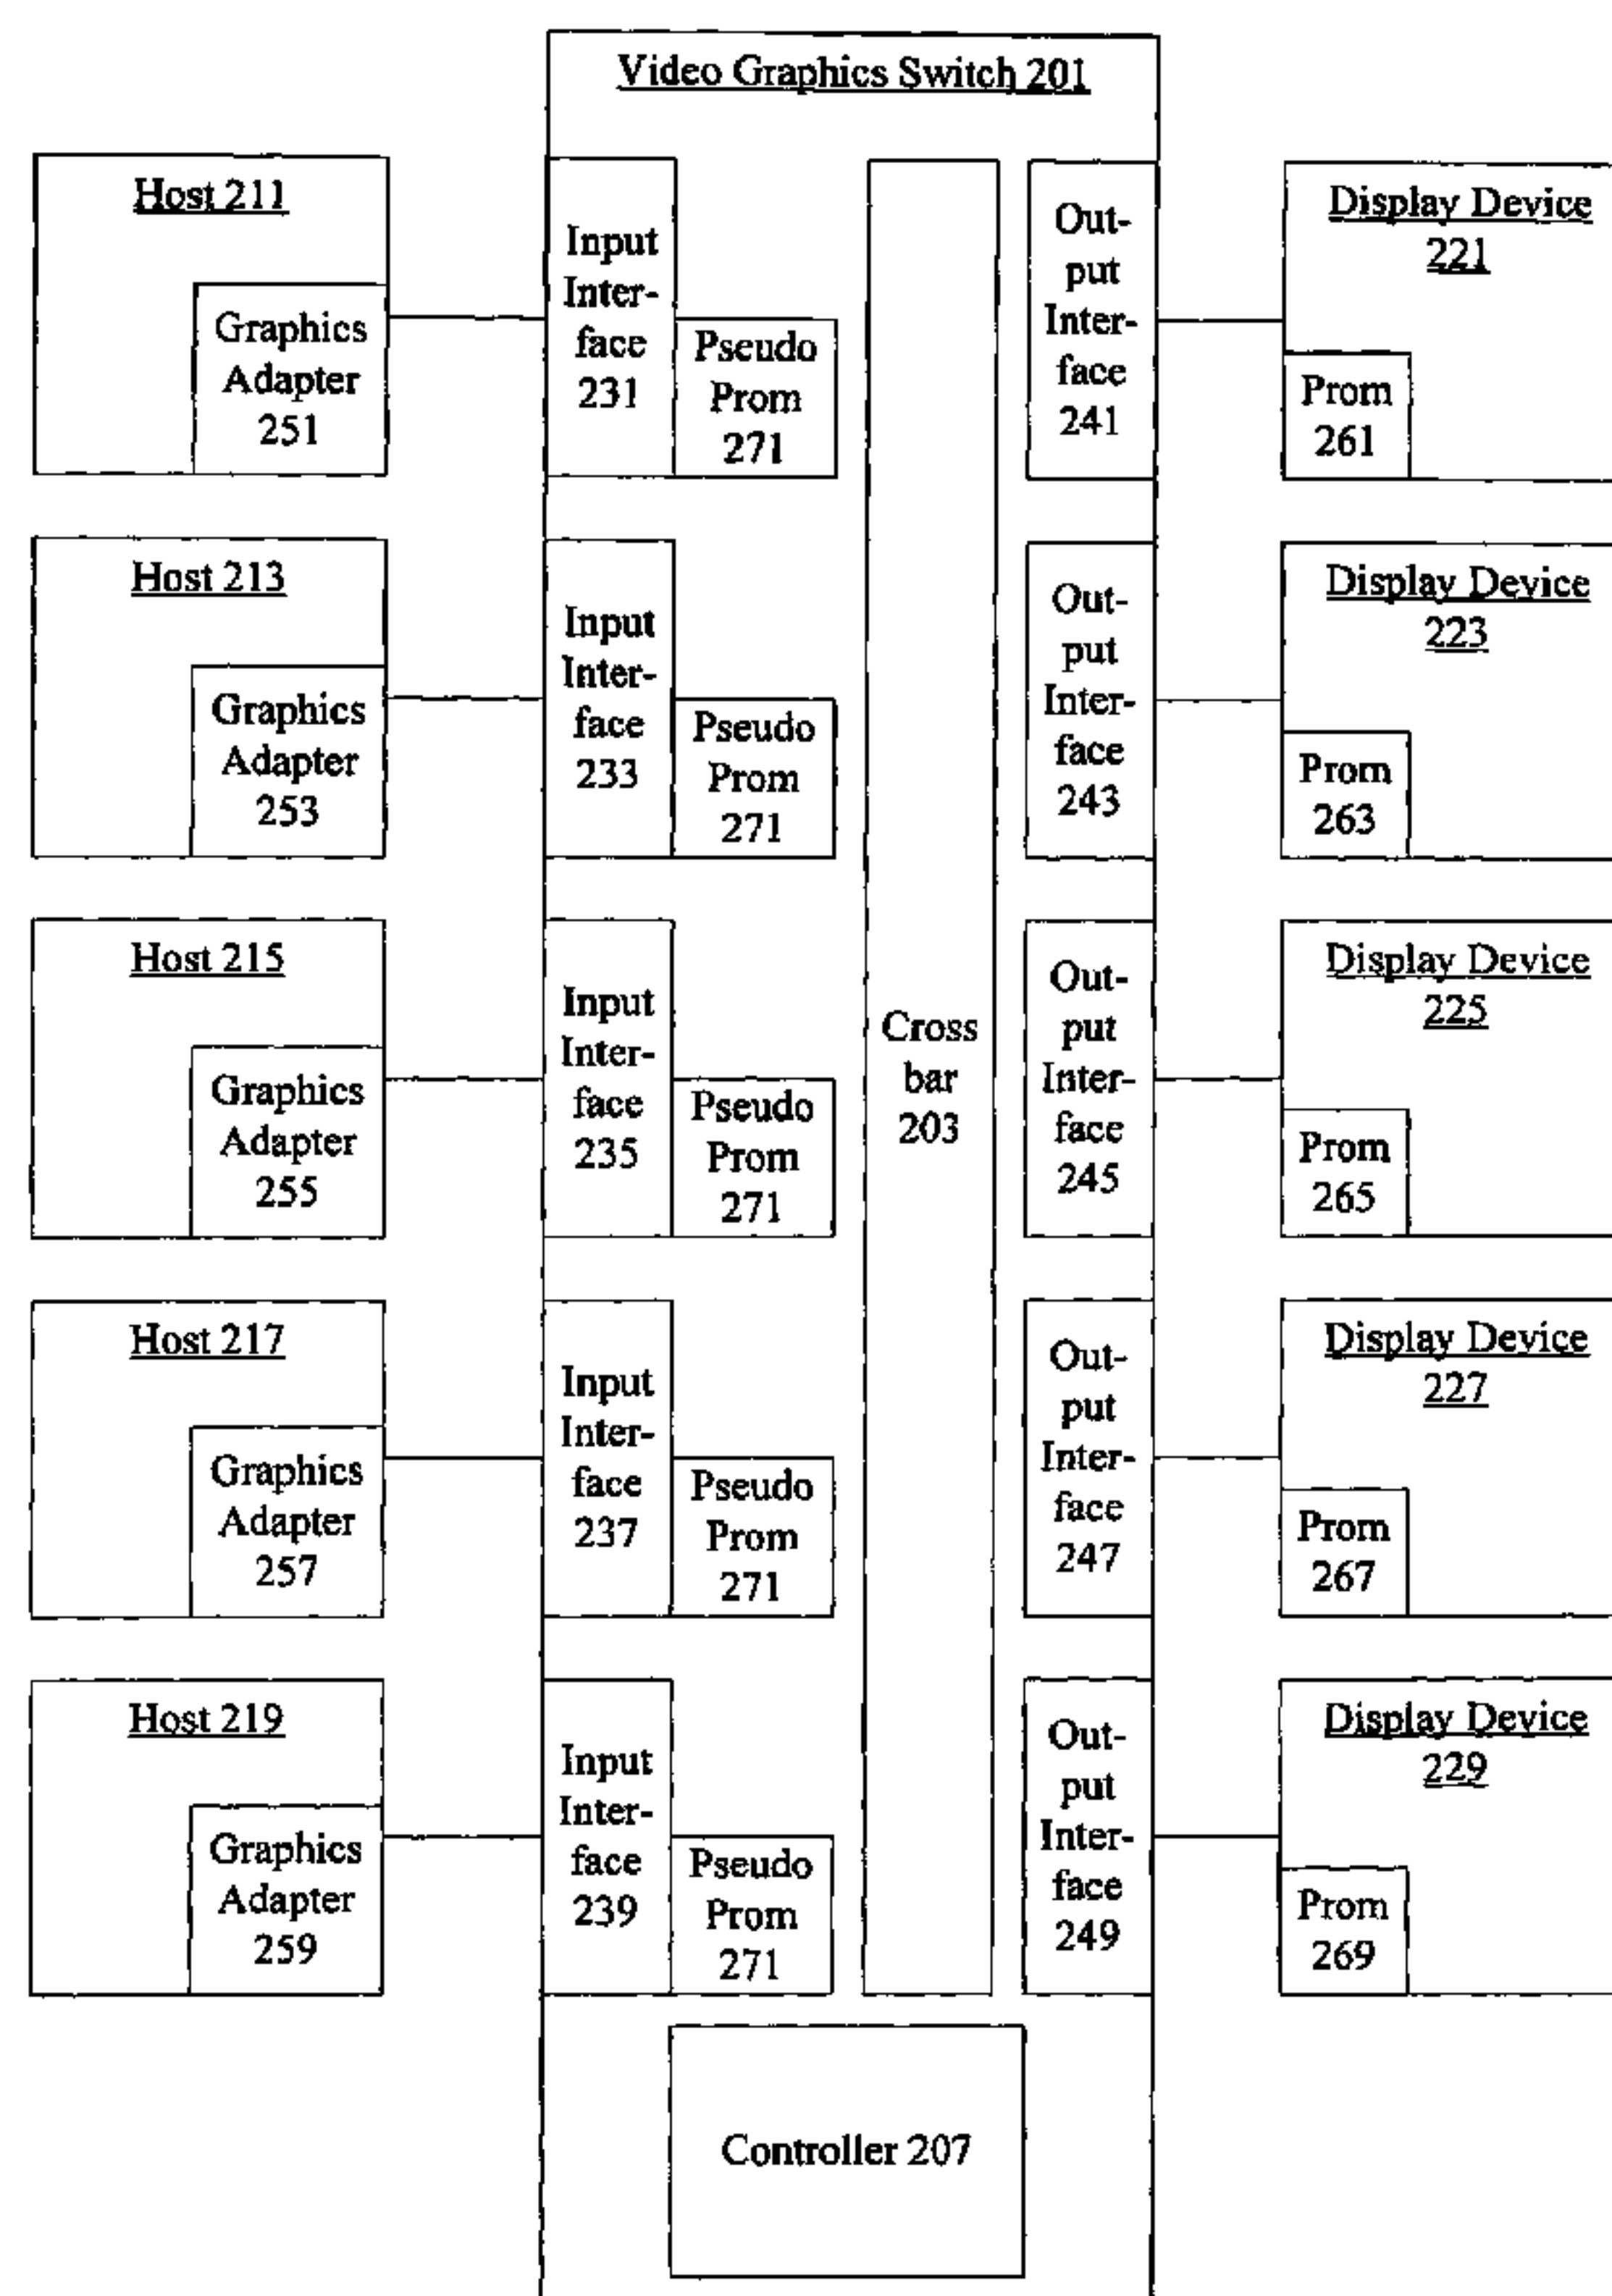 Video Graphics Switch 201
Host 211
Graphics
Adapter
251
Input
Inter-
face
231
Pseudo
Prom
271
Out-
put
Inter-
face
241
Display Device
221
Prom
261
Host 213
Graphics
Adapter
253
Input
Inter-
face
233
Pseudo
Prom
271
Out-
put
Inter-
face
243
Display Device
223
Prom
263
Host 215
Graphics
Adapter
255
Input
Inter-
face
235
Pseudo
Prom
271
Cross
bar
203
Out-
put
Inter-
face
245
Display Device
225
Prom
265
Host 217
Graphics
Adapter
257
Input
Inter-
face
237
Pseudo
Prom
271
Out-
put
Inter-
face
247
Display Device
227
Prom
267
Host 219
Graphics
Adapter
259
Input
Inter-
face
239
Pseudo
Prom
271
Out-
put
Inter-
face
249
Display Device
229
Prom
269
Controller 207